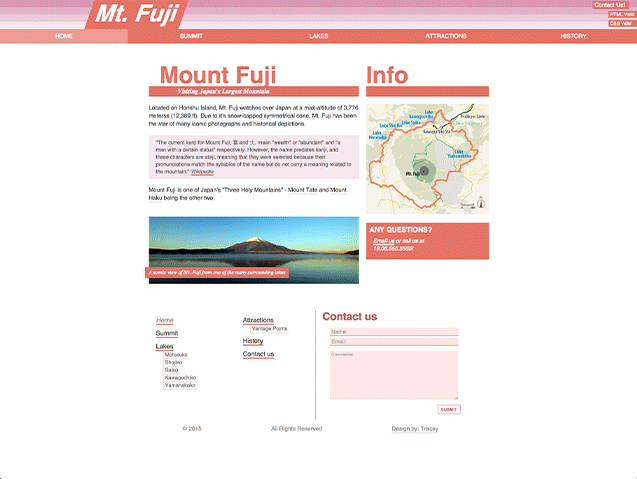 Mt. Fuji
Contact Us!
HTML Valid
CSS Valid
HOME
SUMMIT
LAKES
ATTRACTIONS
HISTORY
Mount Fuji
Visiting Japan's Largest Mountain
Located on Honshu Island, Mt. Fuji watches over Japan at a max-altitude of 3,776
meteres (12,389 ft). Due to it's snow-capped symmetrical cone, Mt. Fuji has been
the star of many iconic photographs and historical depictions.
"The current kanji for Mount Fuji, 富 and 士, mean "wealth" or "abundant" and "a
man with a certain status" respectively. However, the name predates kanji, and
these characters are ateji, meaning that they were selected because their
pronunciations match the syllables of the name but do not carry a meaning related to
the mountain." Wikipedia
Mount Fuji is one of Japan's "Three Holy Mountains" - Mount Tate and Mount
Haku being the other two.
A scenic view of Mt. Fuji from one of the many surrounding lakes
Info
Lake
Kawaguchiko
Lake Saiko
Lake Shojiko
Lake
Motosuko
Lake
Yamanakako
Mt. Fuji
ANY QUESTIONS?
Email us or call us at
Home
Summit
Lakes
Motosuko
Shojiko
Saiko
Kawaguchiko
Yamanakako
Attractions
Vantage Points
History
Contact us
Contact us
Name:
Email:
Comments:
SUBMIT
© 2015
All Rights Reserved
Design by: Tracey